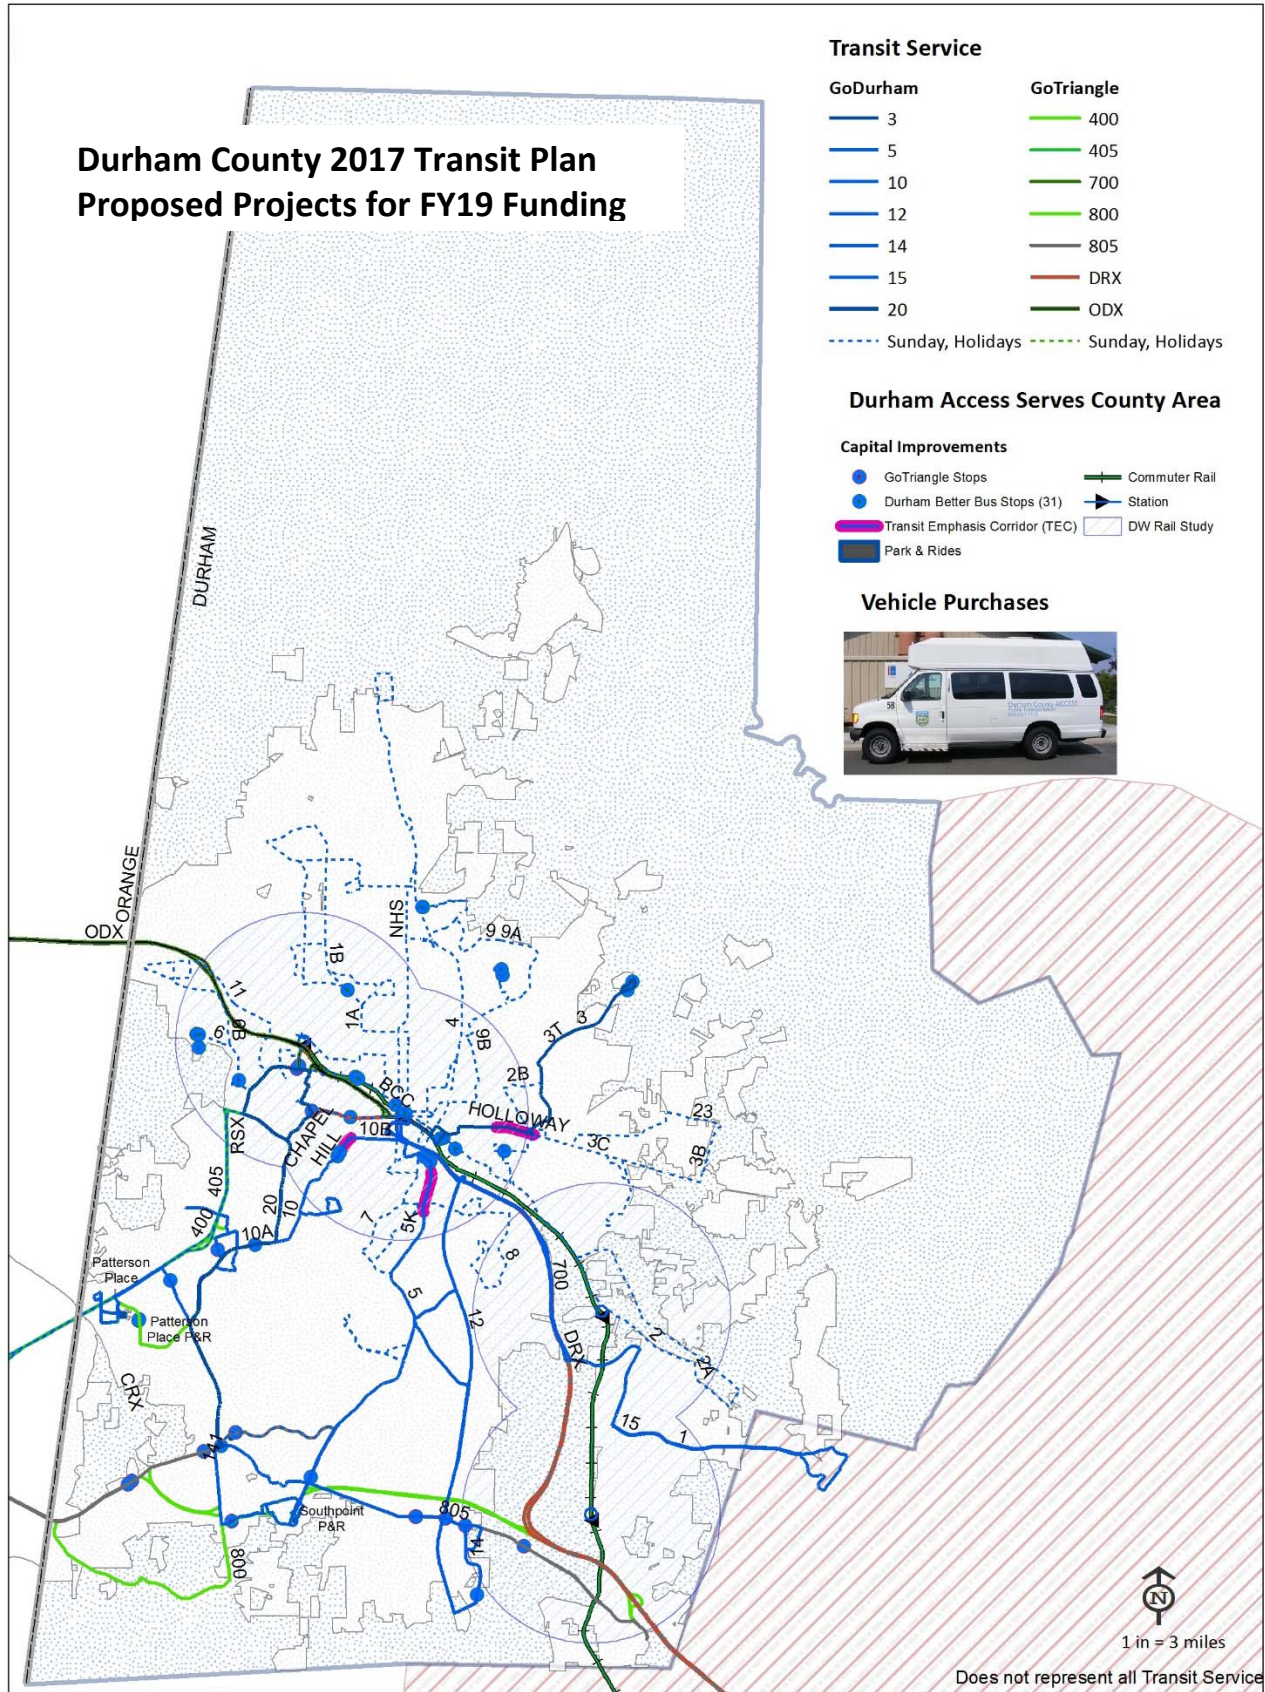 Durham County 2017 Transit Plan
Proposed Projects for FY19 Funding
Transit Service
GoDurham
3
5
10
12
14
15
20
Sunday, Holidays
GoTriangle
400
405
700
800
805
DRX
ODX
Sunday, Holidays
Durham Access Serves County Area
Capital Improvements
GoTriangle Stops
Durham Better Bus Stops (31)
Transit Emphasis Corridor (TEC)
Park & Rides
Commuter Rail
Station
DW Rail Study
Vehicle Purchases
58
Durham County ACCESS
DURHAM
ORANGE
ODX
NHS
1B
9 9A
11
1A
4
9B
6
3T
3
2B
BCC
HOLLOWAY
23
3C
3B
RSX
CHAPEL
HILL
10B
405
20
10
7
5K
400
10A
8
700
Patterson
Place
Patterson
Place P&R
5
12
2
DRX
2A
CRX
15
1
Southpoint
P&R
805
14
800
N
1 in = 3 miles
Does not represent all Transit Service